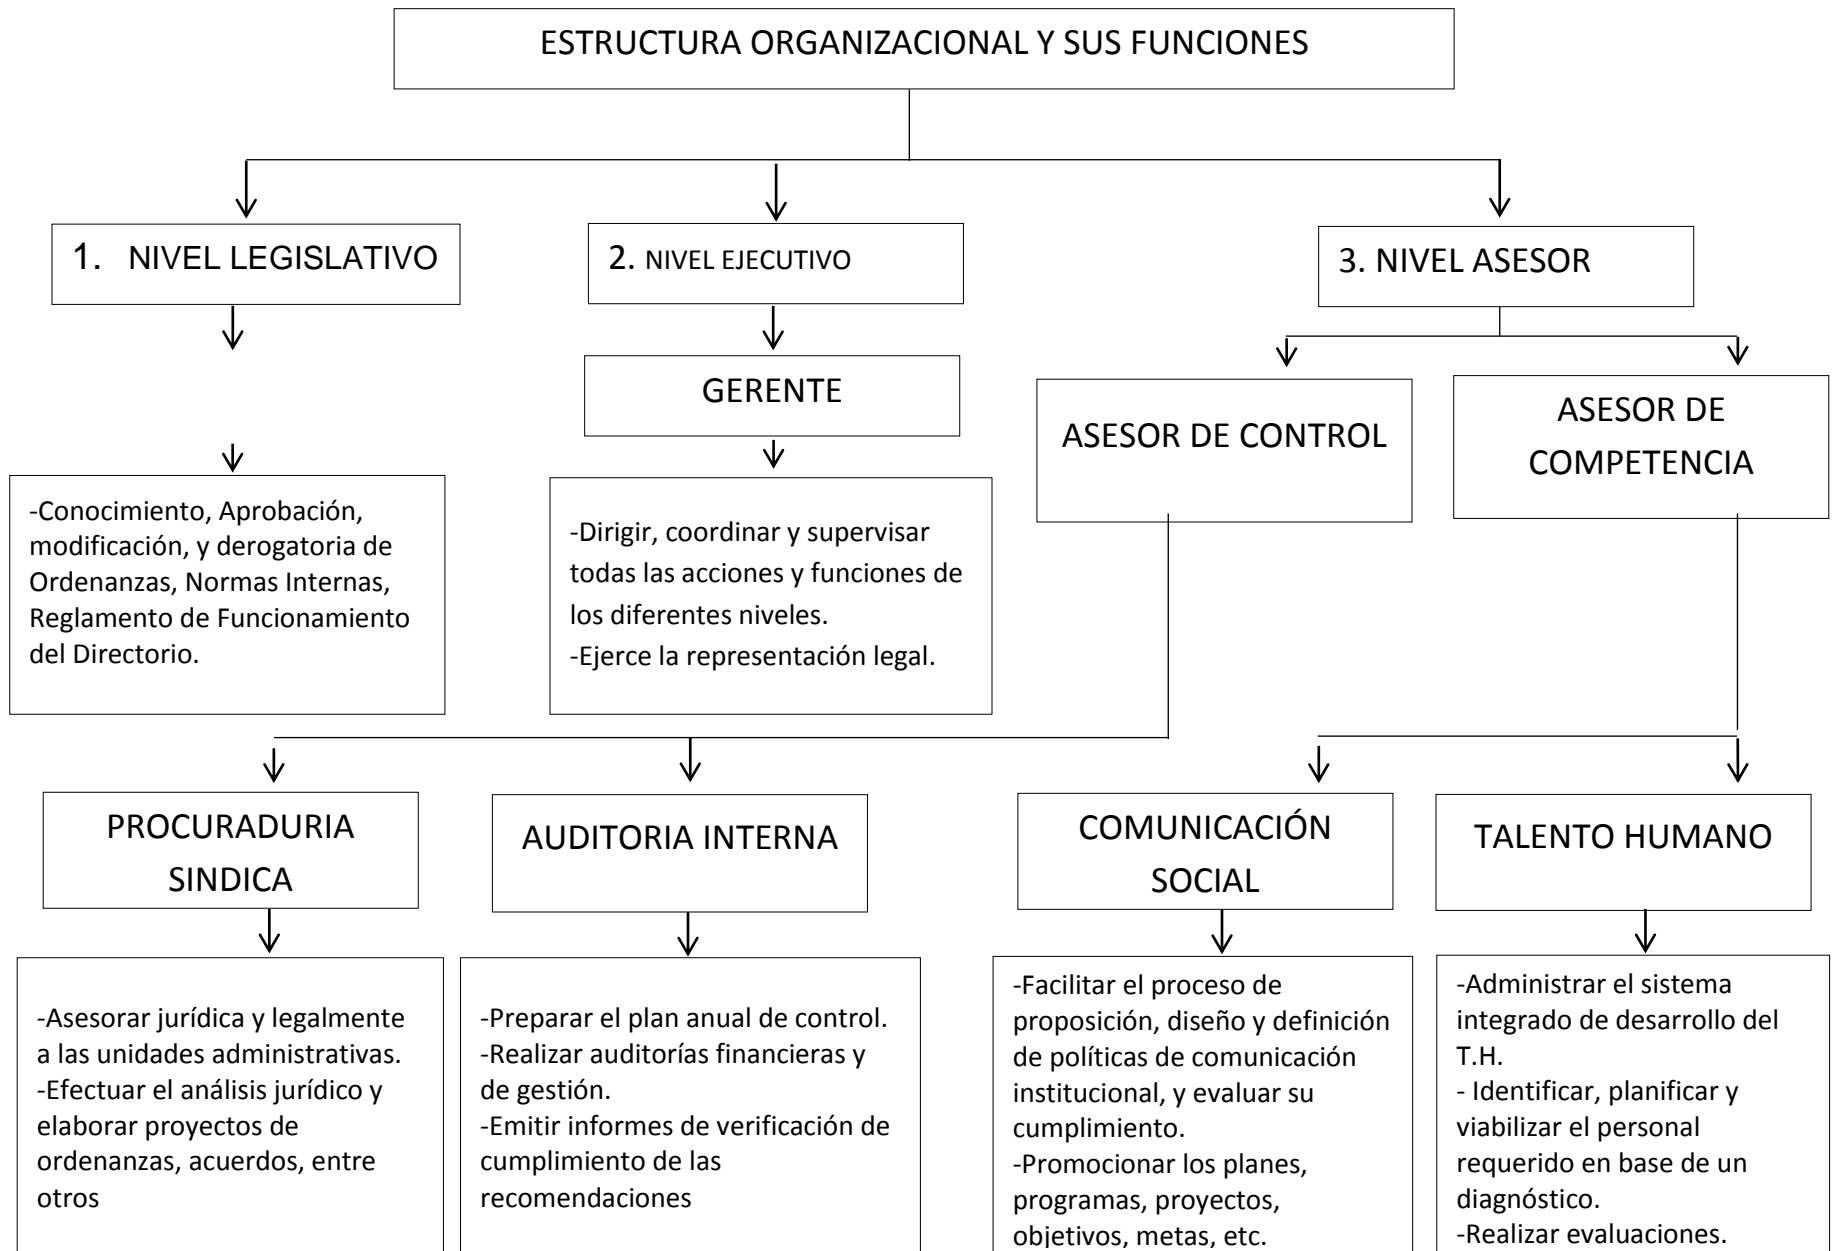 ESTRUCTURA ORGANIZACIONAL Y SUS FUNCIONES
1. NIVEL LEGISLATIVO
2. NIVEL EJECUTIVO
3. NIVEL ASESOR
GERENTE
ASESOR DE CONTROL
ASESOR DE
COMPETENCIA
-Conocimiento, Aprobación,
modificación, y derogatoria de
Ordenanzas, Normas Internas,
Reglamento de Funcionamiento
del Directorio.
-Dirigir, coordinar y supervisar
todas las acciones y funciones de
los diferentes niveles.
-Ejerce la representación legal.
PROCURADURIA
SINDICA
AUDITORIA INTERNA
COMUNICACIÓN
SOCIAL
TALENTO HUMANO
-Asesorar jurídica y legalmente
a las unidades administrativas.
-Efectuar el análisis jurídico y
elaborar proyectos de
ordenanzas, acuerdos, entre
otros
-Preparar el plan anual de control.
-Realizar auditorías financieras y
de gestión.
-Emitir informes de verificación de
cumplimiento de las
recomendaciones
-Facilitar el proceso de
proposición, diseño y definición
de políticas de comunicación
institucional, y evaluar su
cumplimiento.
-Promocionar los planes,
programas, proyectos,
objetivos, metas, etc.
-Administrar el sistema
integrado de desarrollo del
T.H.
- Identificar, planificar y
viabilizar el personal
requerido en base de un
diagnóstico.
-Realizar evaluaciones.